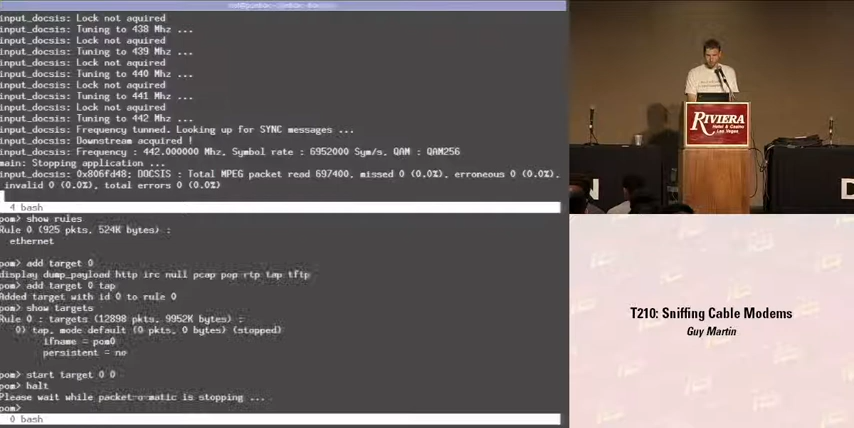 input_docsis: Lock not aquired
input_docsis: Tuning to 438 Mhz ...
input_docsis: Lock not aquired
input_docsis: Tuning to 439 Mhz ...
input_docsis: Lock not aquired
input_docsis: Tuning to 440 Mhz ...
input_docsis: Lock not aquired
input_docsis: Tuning to 441 Mhz ...
input_docsis: Lock not aquired
input_docsis: Tuning to 442 Mhz ...
input_docsis: Frequency tunned. Looking up for SYNC messages ...
input_docsis: Downstream acquired !
input_docsis: Frequency : 442.000000 Mhz, Symbol rate : 6952000 Sym/s, QAM : QAM256
main: Stopping application ...
input_docsis: 0x806fd48; DOCSIS : Total MPEG packet read 697400, missed 0 (0.0%), erroneous 0 (0.0%),
invalid 0 (0.0%), total errors 0 (0.0%)
4 bash
pom> show rules
Rule 0 (925 pkts, 524K bytes) :
ethernet
pom> add target 0
display dump_payload http irc null pcap pop rtp tap tftp
pom> add target 0 tap
Added target with id 0 to rule 0
pom> show targets
Rule 0 : targets (12898 pkts, 9952K bytes) :
0) tap, mode default (0 pkts, 0 bytes) (stopped)
ifname = pom0
persistent = no
pom> start target 0 0
pom> halt
Please wait while packet-o-matic is stopping ...
pom>
0 bash
RIVIERA
Hotel & Casino
Las Vegas
D
T210: Sniffing Cable Modems
Guy Martin